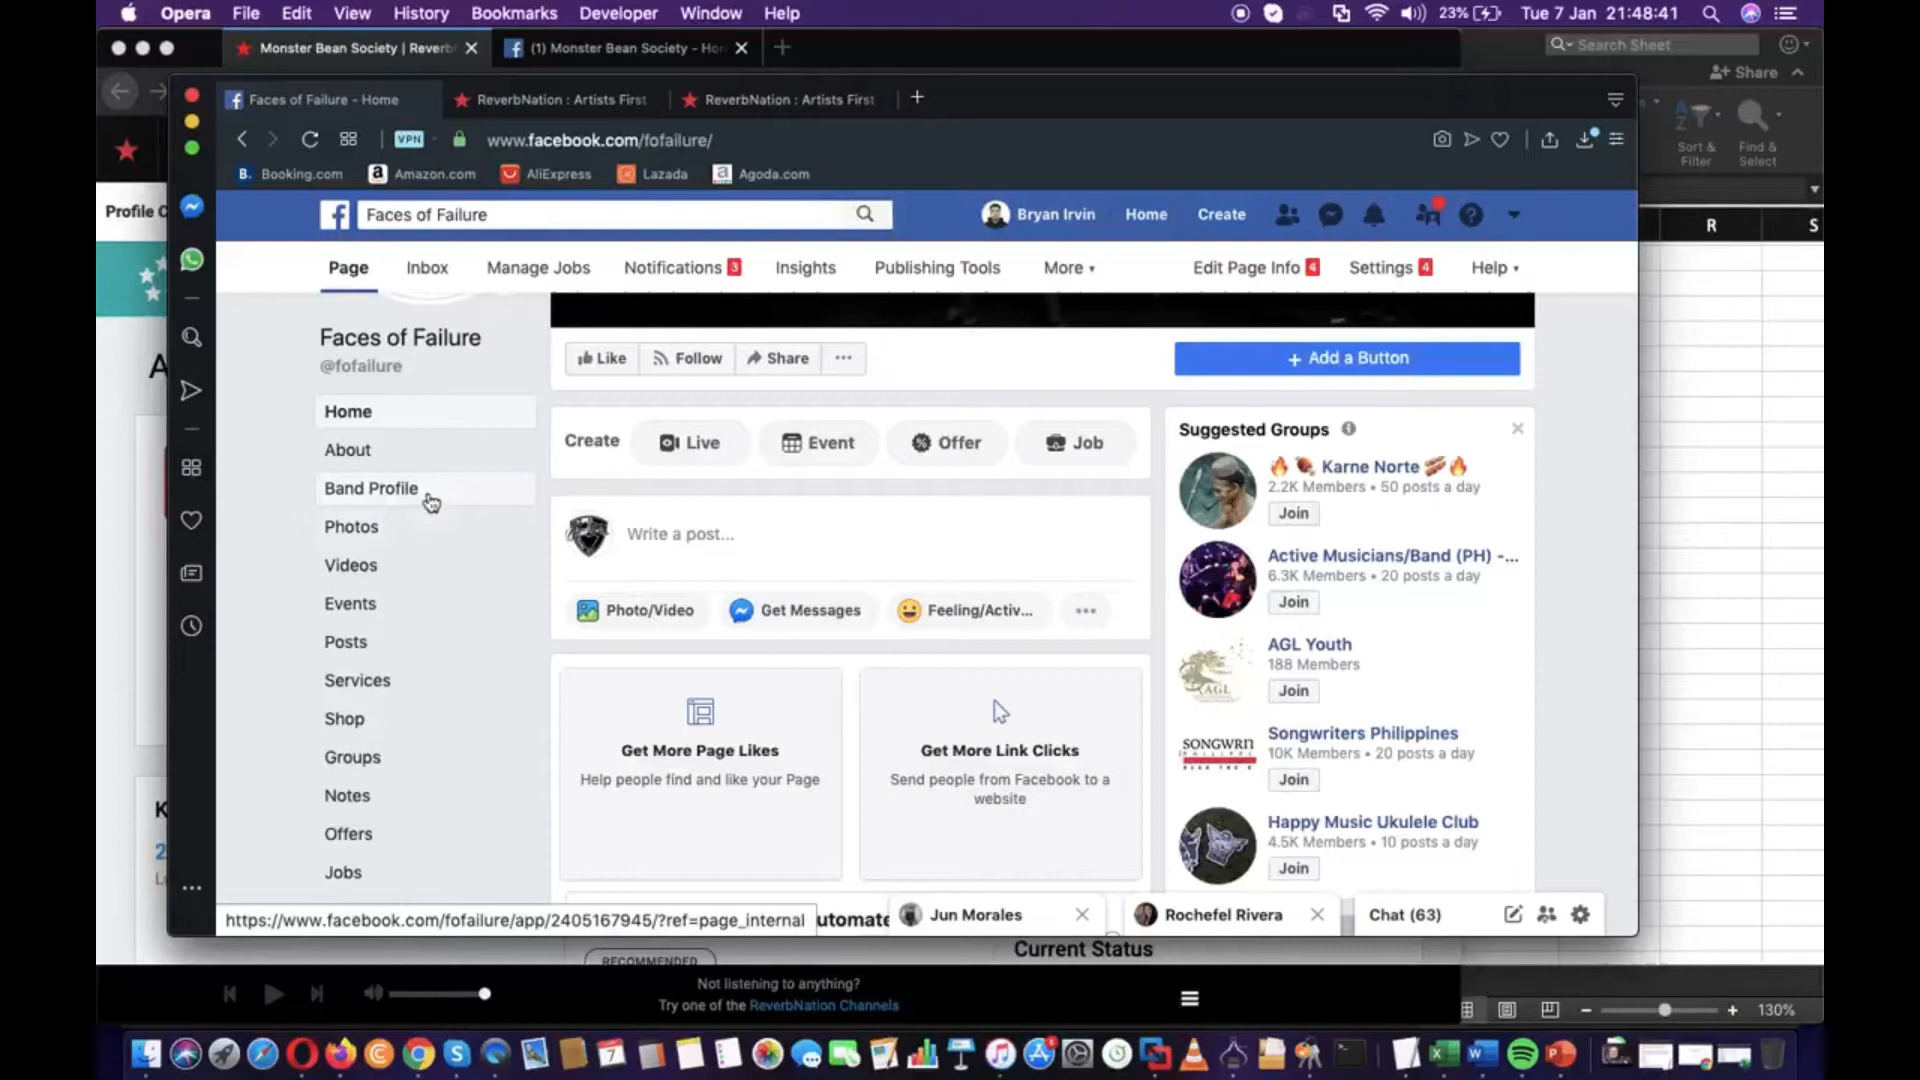 Opera File Edit View History Bookmarks Developer Window Help 23% Tue 7 Jan 21:48:41
Monster Bean Society | Reverb (1) Monster Bean Society - Hor Search Sheet
Share
Faces of Failure - Home ReverbNation : Artists First ReverbNation : Artists First
VPN www.facebook.com/fofailure/
Sort & Filter
Find & Select
B. Booking.com Amazon.com AliExpress Lazada Agoda.com
Profile C
Faces of Failure Bryan Irvin Home Create
R S
Page Inbox Manage Jobs Notifications 3 Insights Publishing Tools More Edit Page Info 4 Settings 4 Help
Faces of Failure
@fofailure
Like Follow Share ...
+ Add a Button
A
Home
About
Band Profile
Photos
Videos
Events
Posts
Services
Shop
Groups
Notes
Offers
Jobs
Create Live Event Offer Job
Write a post...
Photo/Video Get Messages Feeling/Activ... ...
Get More Page Likes
Help people find and like your Page
Get More Link Clicks
Send people from Facebook to a
website
Suggested Groups
Karne Norte
2.2K Members • 50 posts a day
Join
Active Musicians/Band (PH) -...
6.3K Members • 20 posts a day
Join
AGL Youth
188 Members
AGL
Join
Songwriters Philippines
10K Members • 20 posts a day
SONGWRI
Join
Happy Music Ukulele Club
4.5K Members • 10 posts a day
Join
K
2
https://www.facebook.com/fofailure/app/2405167945/?ref=page_internal utomate Jun Morales Rochefel Rivera Chat (63)
Current Status
RECOMMENDED
Not listening to anything?
Try one of the ReverbNation Channels
130%
7